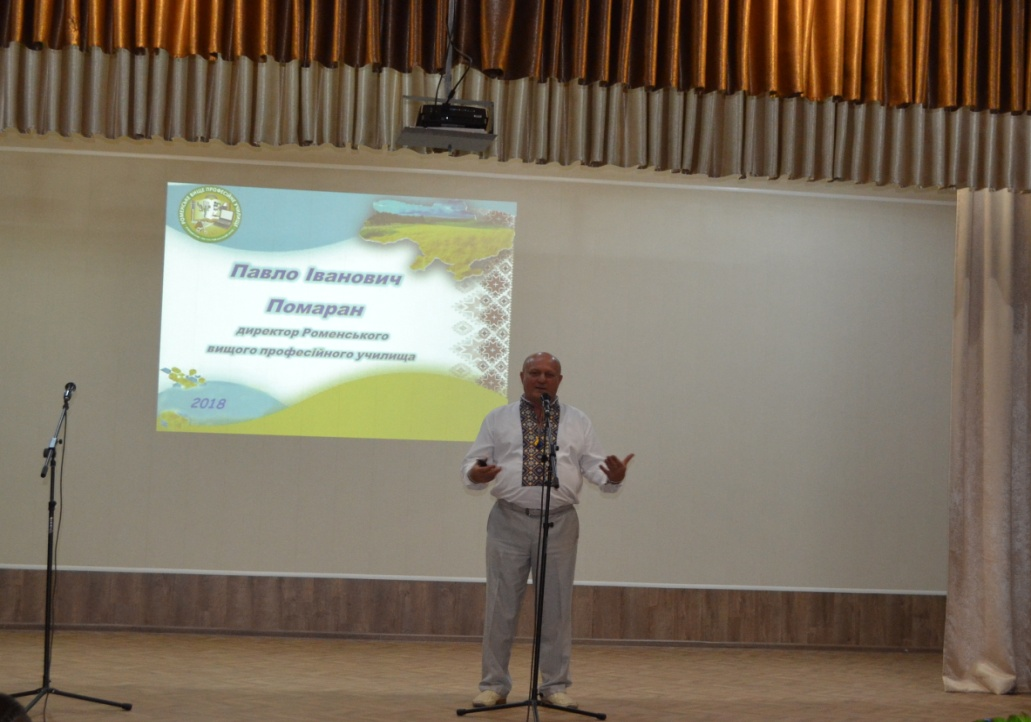 Павло Іванович
Помаран
директор Роменського
вищого професійного училища
2018